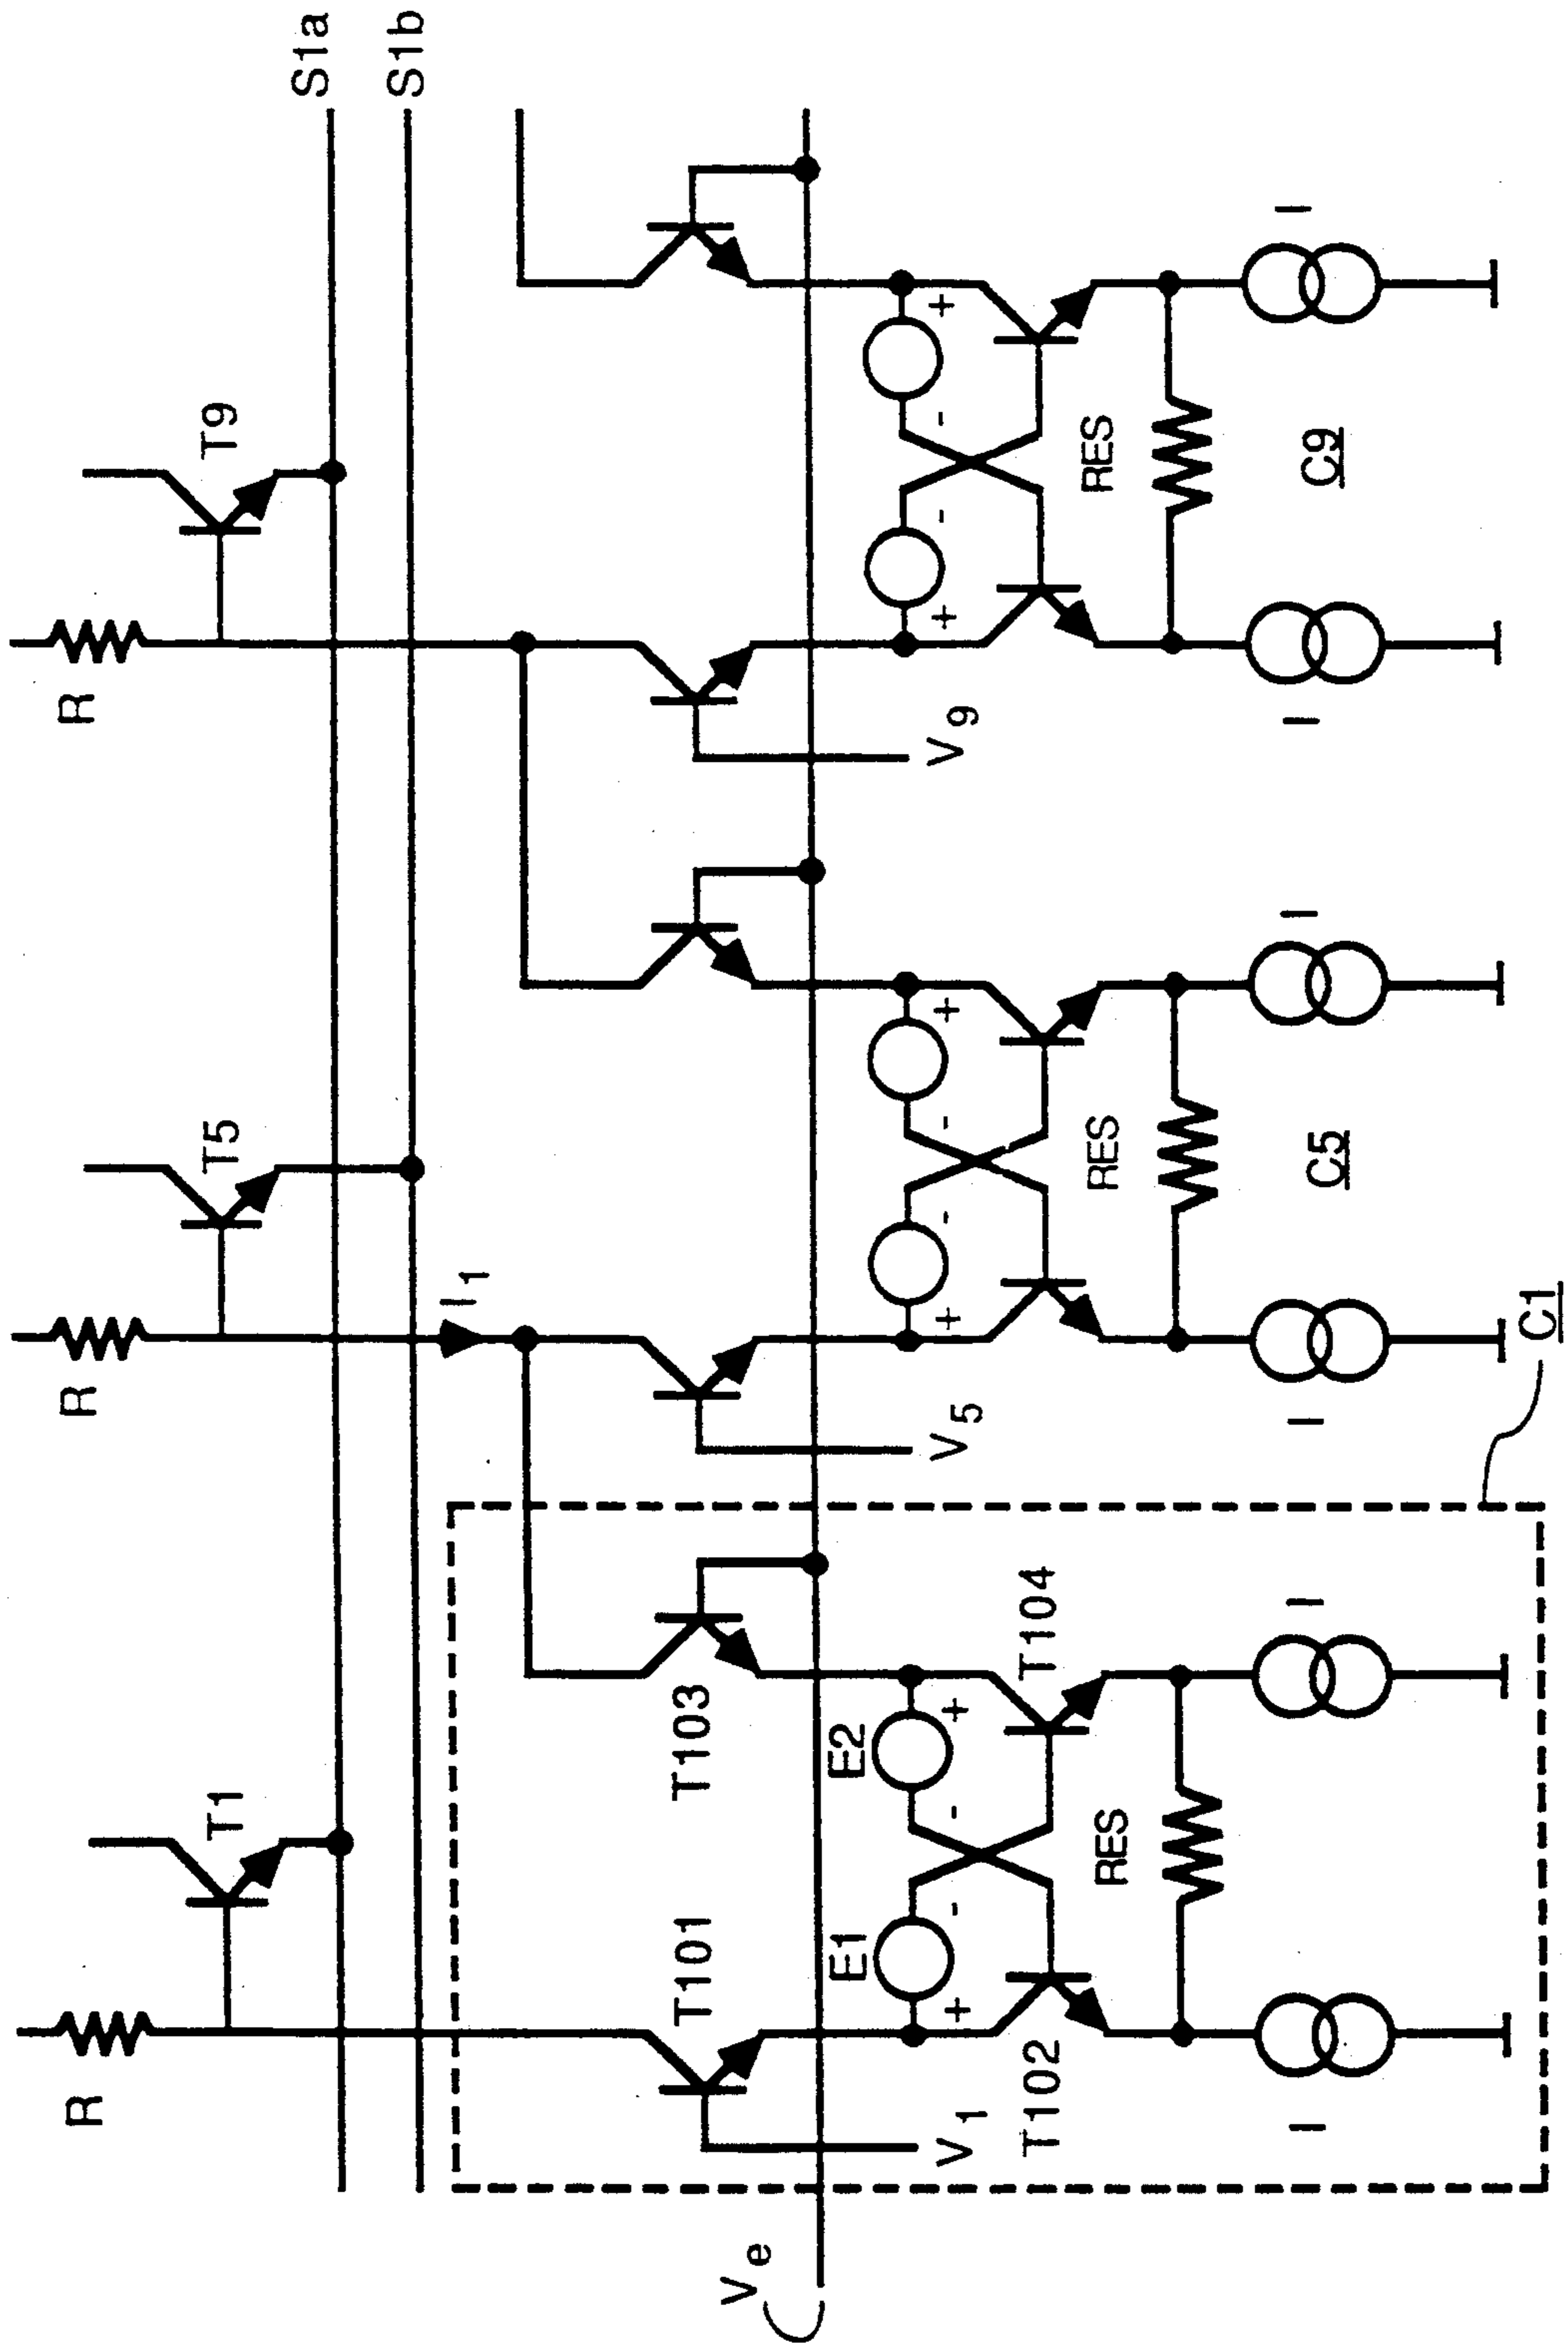 R R R
T1 T5 T9
S1a
S1b
I1
T101 T103
Ve
E1 E2
+ - - + + - - + + - - +
V1 V5 V9
T102 T104
RES RES RES
I I I I I I
C5 C9
C1